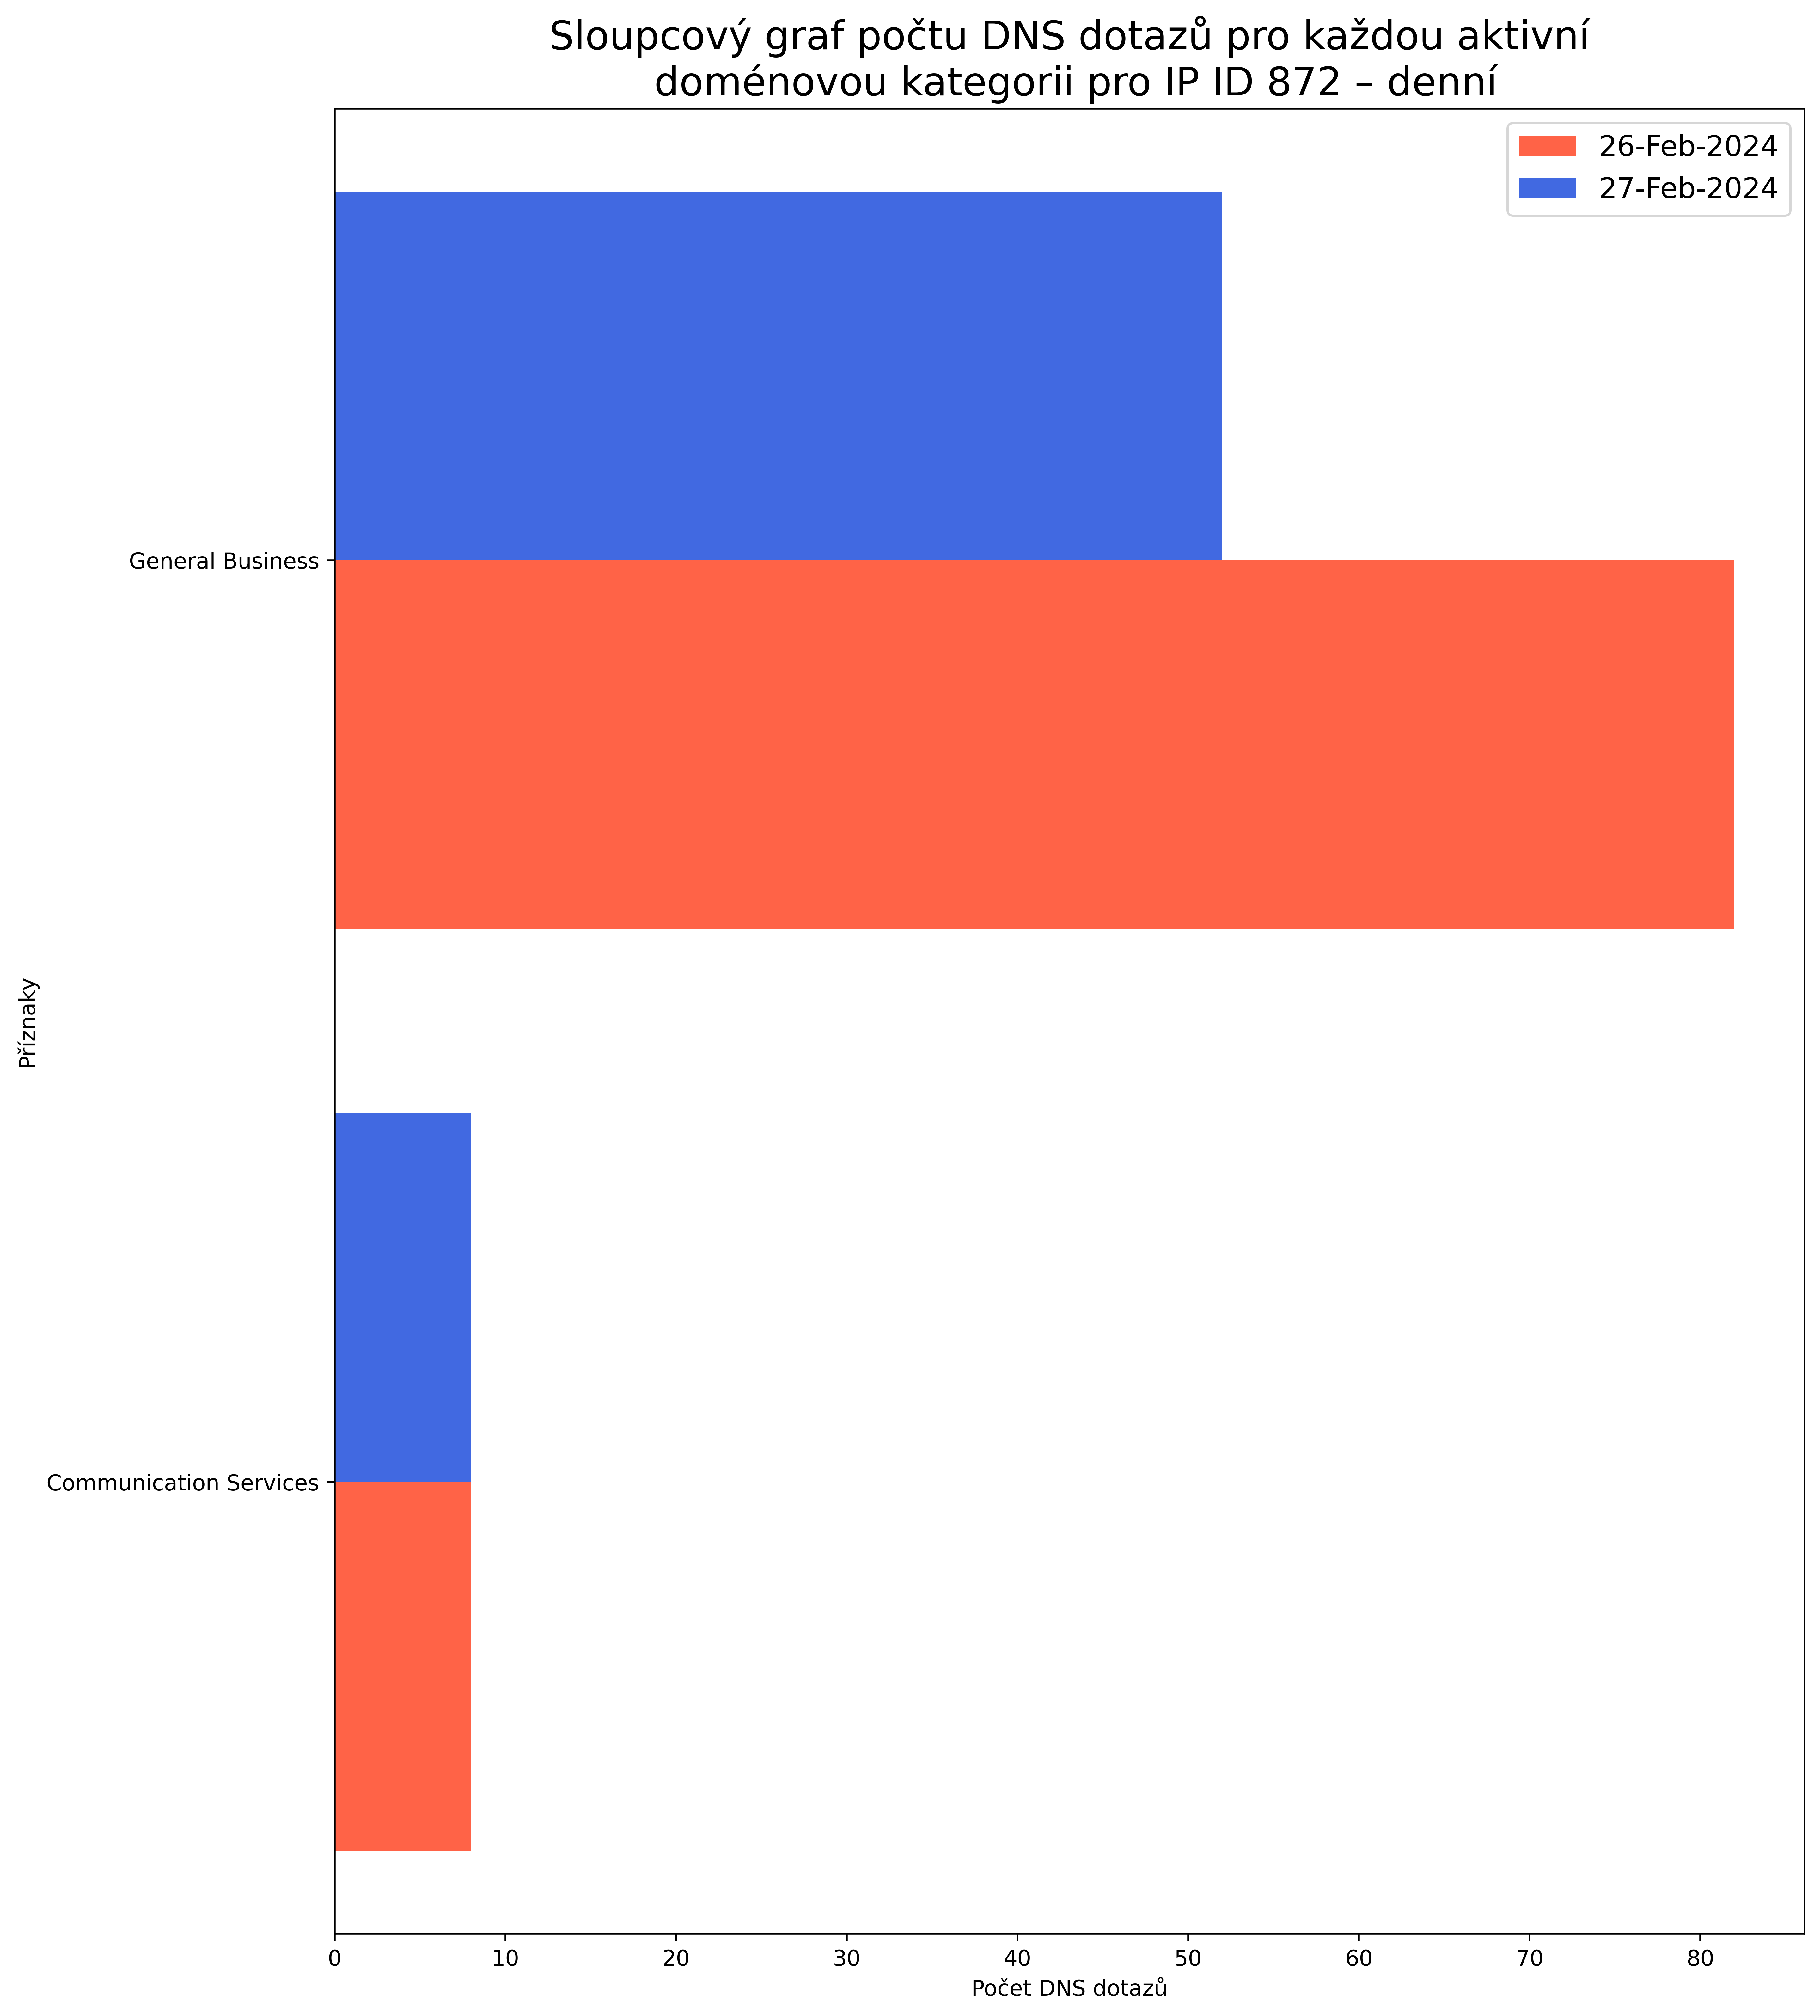 Sloupcový graf počtu DNS dotazů pro každou aktivní
doménovou kategorii pro IP ID 872 – denní
26-Feb-2024
27-Feb-2024
General Business
Příznaky
Communication Services
0 10 20 30 40 50 60 70 80
Počet DNS dotazů